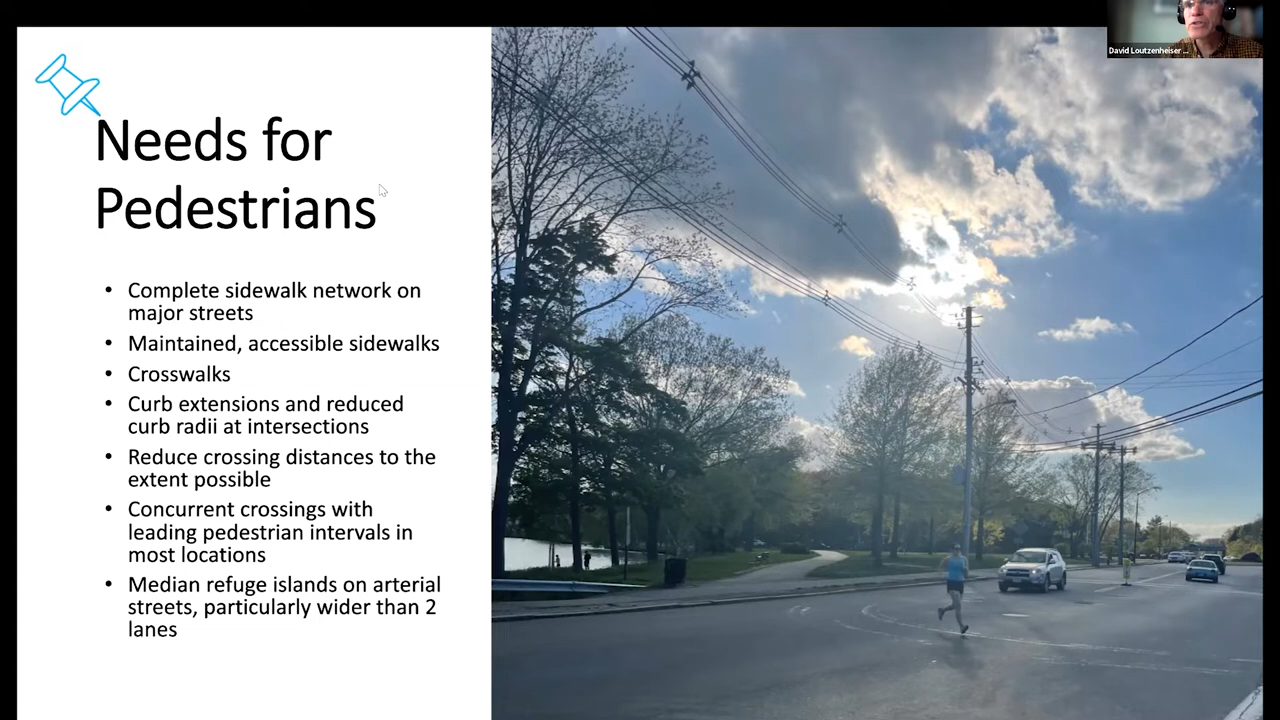 David Loutzenheiser ...
Needs for
Pedestrians
• Complete sidewalk network on
major streets
• Maintained, accessible sidewalks
• Crosswalks
• Curb extensions and reduced
curb radii at intersections
• Reduce crossing distances to the
extent possible
• Concurrent crossings with
leading pedestrian intervals in
most locations
• Median refuge islands on arterial
streets, particularly wider than 2
lanes